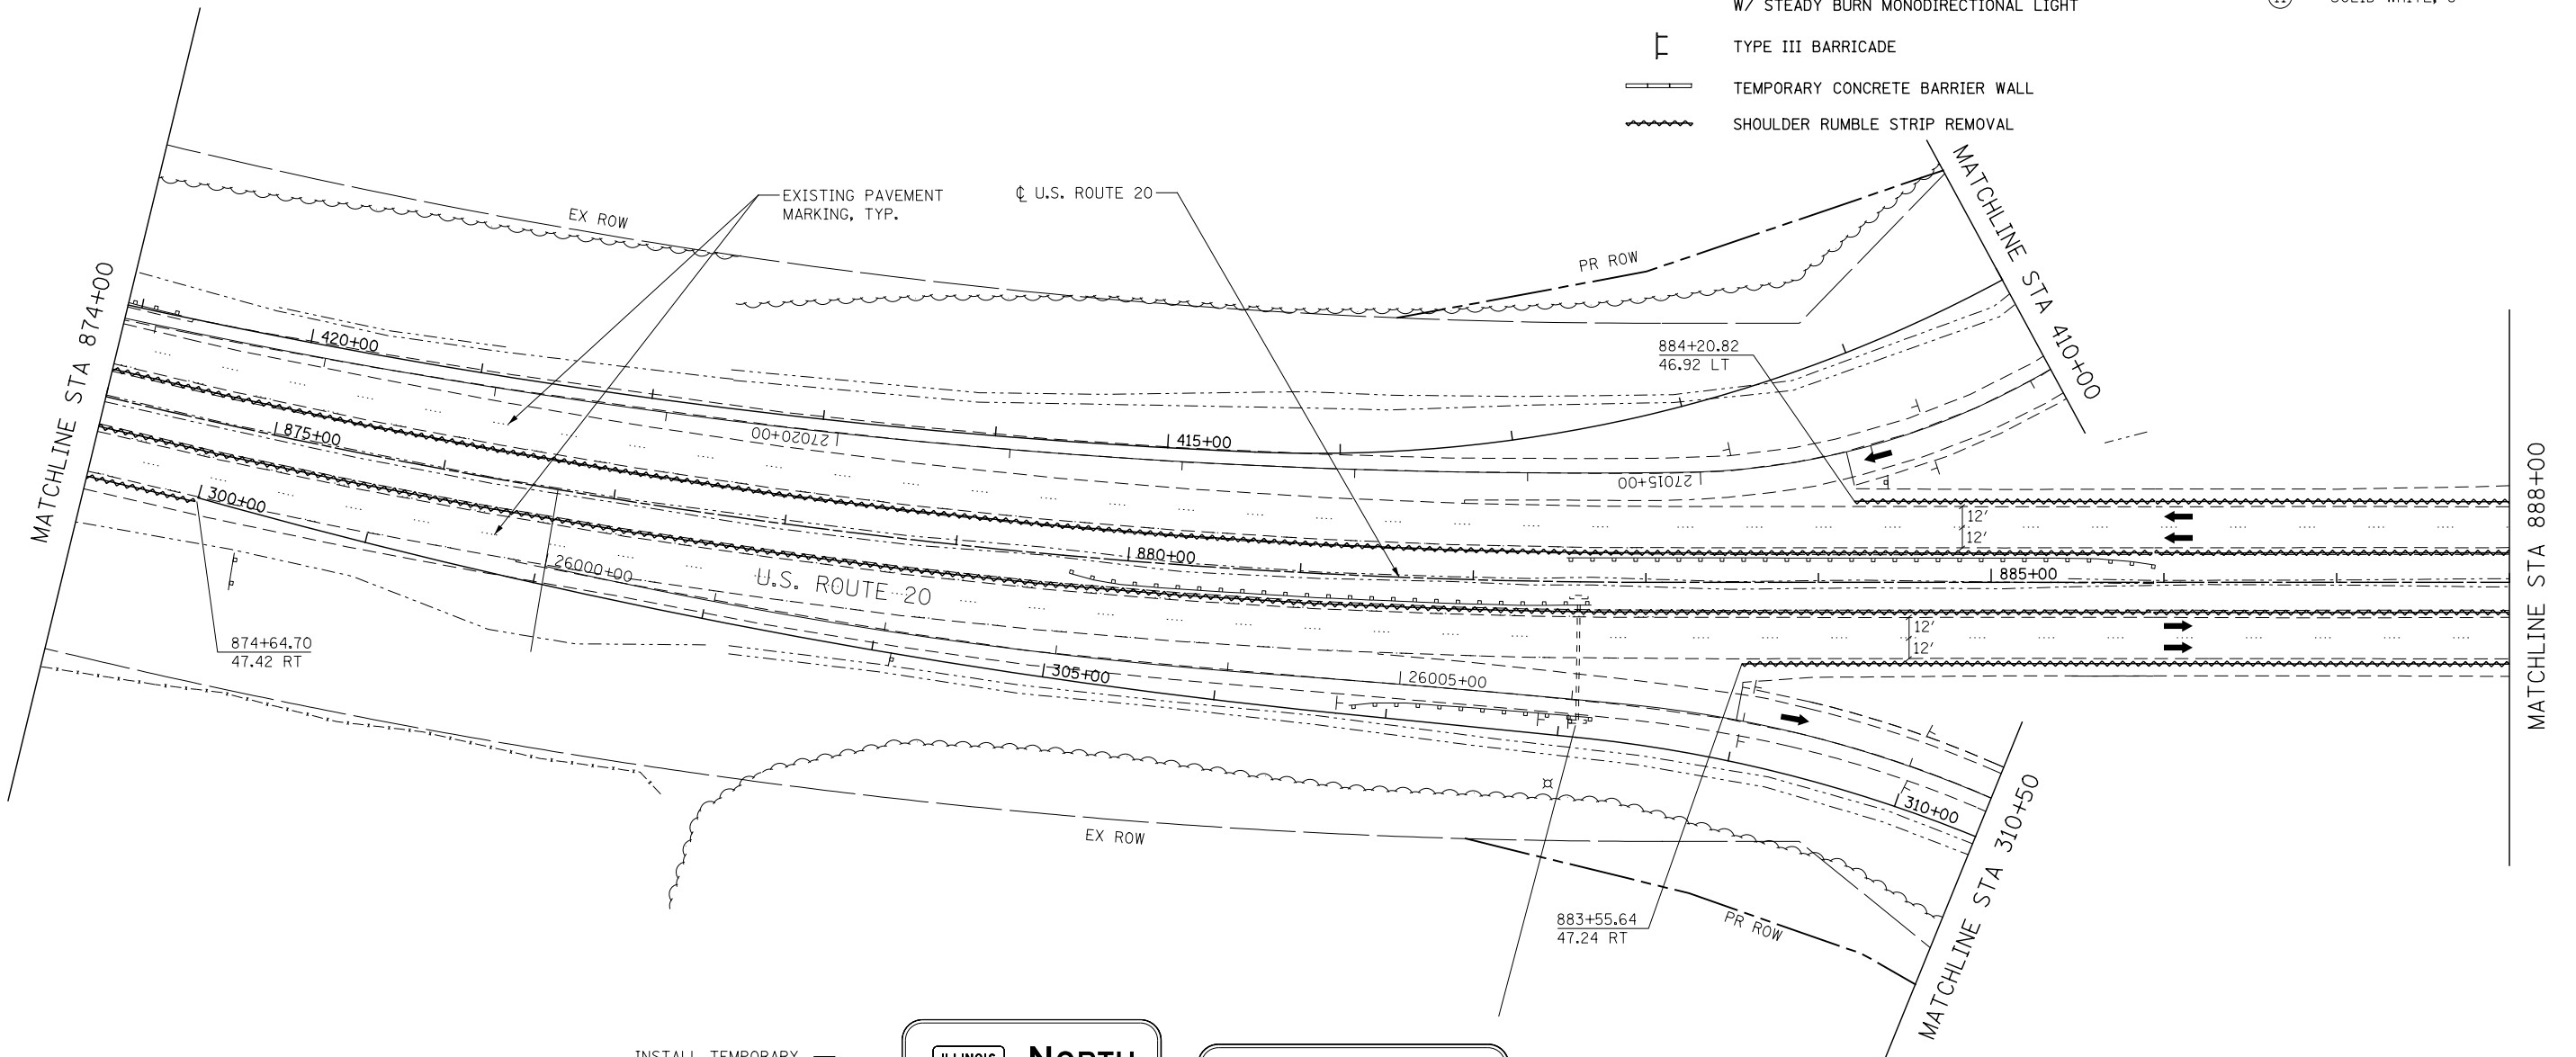 W/ STEADY BURN MONODIRECTIONAL LIGHT
TYPE III BARRICADE
TEMPORARY CONCRETE BARRIER WALL
SHOULDER RUMBLE STRIP REMOVAL
MATCHLINE STA 874+00
EX ROW
EXISTING PAVEMENT
MARKING, TYP.
℄ U.S. ROUTE 20
PR ROW
MATCHLINE STA 410+00
884+20.82
46.92 LT
420+00
875+00
27020+00
415+00
27015+00
300+00
26000+00
U.S. ROUTE 20
880+00
885+00
12'
12'
12'
12'
MATCHLINE STA 888+00
874+64.70
47.42 RT
305+00
26005+00
310+00
MATCHLINE STA 310+50
EX ROW
883+55.64
47.24 RT
PR ROW
INSTALL TEMPORARY
ILLINOIS
NORTH